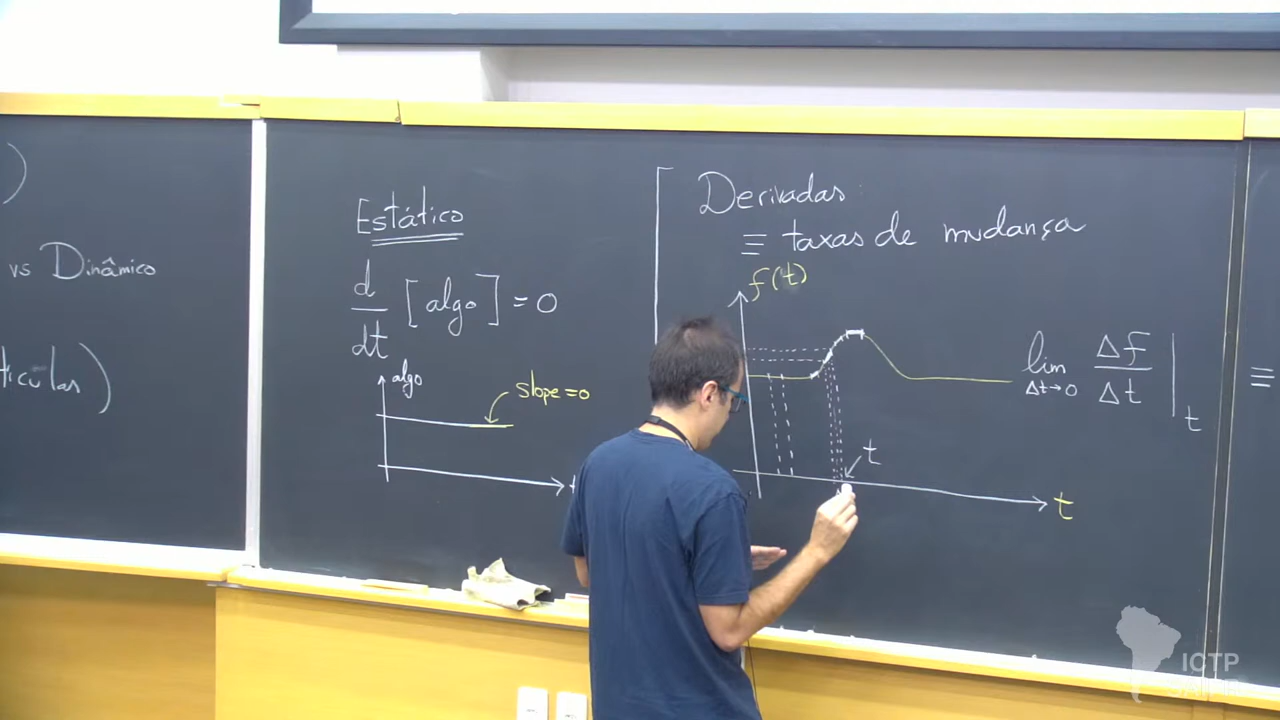 )
vs Dinâmico
ticulas)
Estático
d/dt [algo] = 0
algo
slope = 0
Derivadas:
≡ taxas de mudança
f(t)
t
t
lim Δt→0 Δf/Δt |t
≡
ICTP
SAIFR